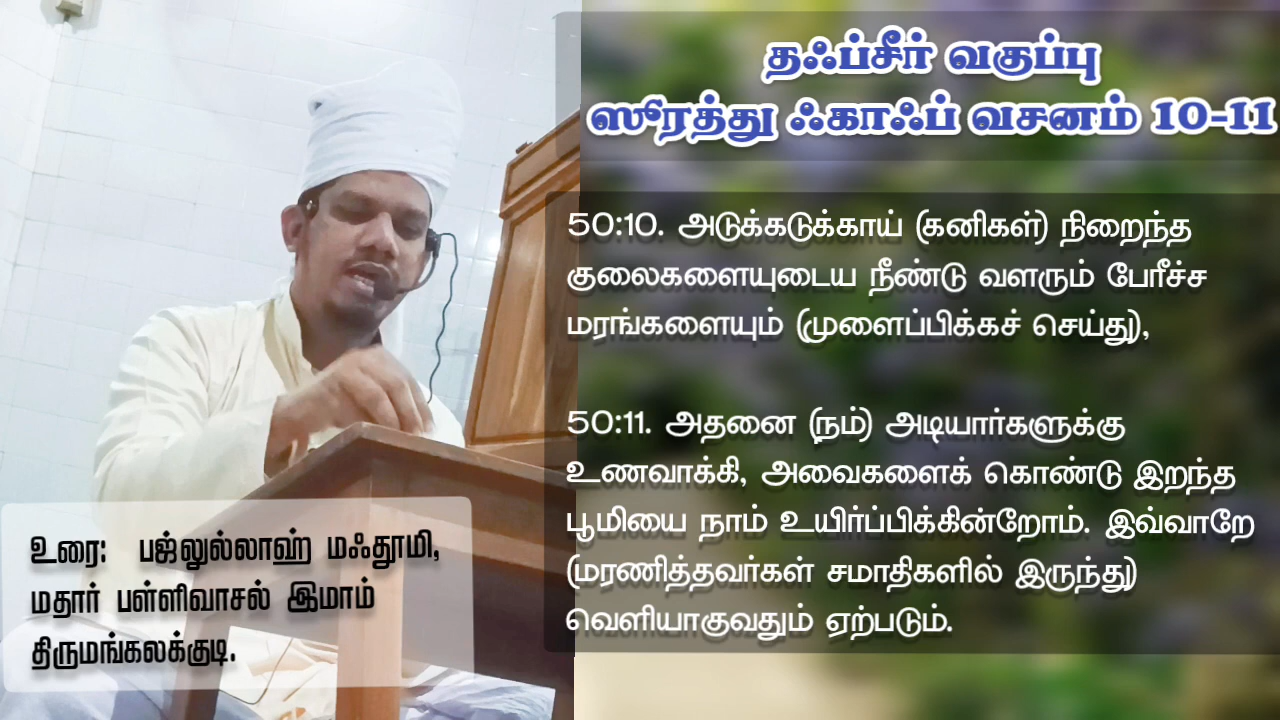 தஃப்சீர் வகுப்பு
ஸூரத்து ஃகாஃப் வசனம் 10-11
50:10. அடுக்கடுக்காய் (கனிகள்) நிறைந்த
குலைகளையுடைய நீண்டு வளரும் பேரீச்ச
மரங்களையும் (முளைப்பிக்கச் செய்து),
50:11. அதனை (நம்) அடியார்களுக்கு
உணவாக்கி, அவைகளைக் கொண்டு இறந்த
பூமியை நாம் உயிர்ப்பிக்கின்றோம். இவ்வாறே
(மரணித்தவர்கள் சமாதிகளில் இருந்து)
வெளியாகுவதும் ஏற்படும்.
உரை: பஜ்லுல்லாஹ் மஃதூமி,
மதார் பள்ளிவாசல் இமாம்
திருமங்கலக்குடி.